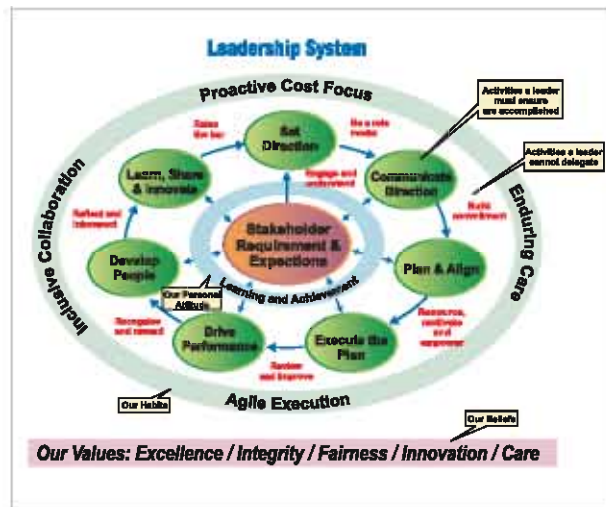 Leadership System
Proactive Cost Focus
Activities a leader
must ensure
are accomplished
Raise
the bar
Set
Direction
Be a role
model
Activities a leader
cannot delegate
Learn, Share
& Innovate
Engage and
understand
Communicate
Direction
Inclusive Collaboration
Enduring Care
Reflect and
Build
commitment
Stakeholder
Requirement &
Expections
Develop
People
Plan & Align
Learning and Achievement
Our Personal
Attitude
Drive
Performance
Execute the
Plan
Resource,
motivate
and
empower
Recognise
and reward
Review
and improve
Our Habits
Agile Execution
Our Beliefs
Our Values: Excellence / Integrity / Fairness / Innovation / Care